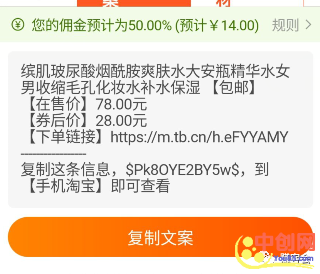 您的佣金预计为50.00% (预计￥14.00) 规则
缤肌玻尿酸烟酰胺爽肤水大安瓶精华水女
男收缩毛孔化妆水补水保湿 【包邮】
【在售价】78.00元
【券后价】28.00元
【下单链接】https://m.tb.cn/h.eFYYAMY
-----------------
复制这条信息，$Pk8OYE2BY5w$，到
【手机淘宝】即可查看
复制文案
中创网